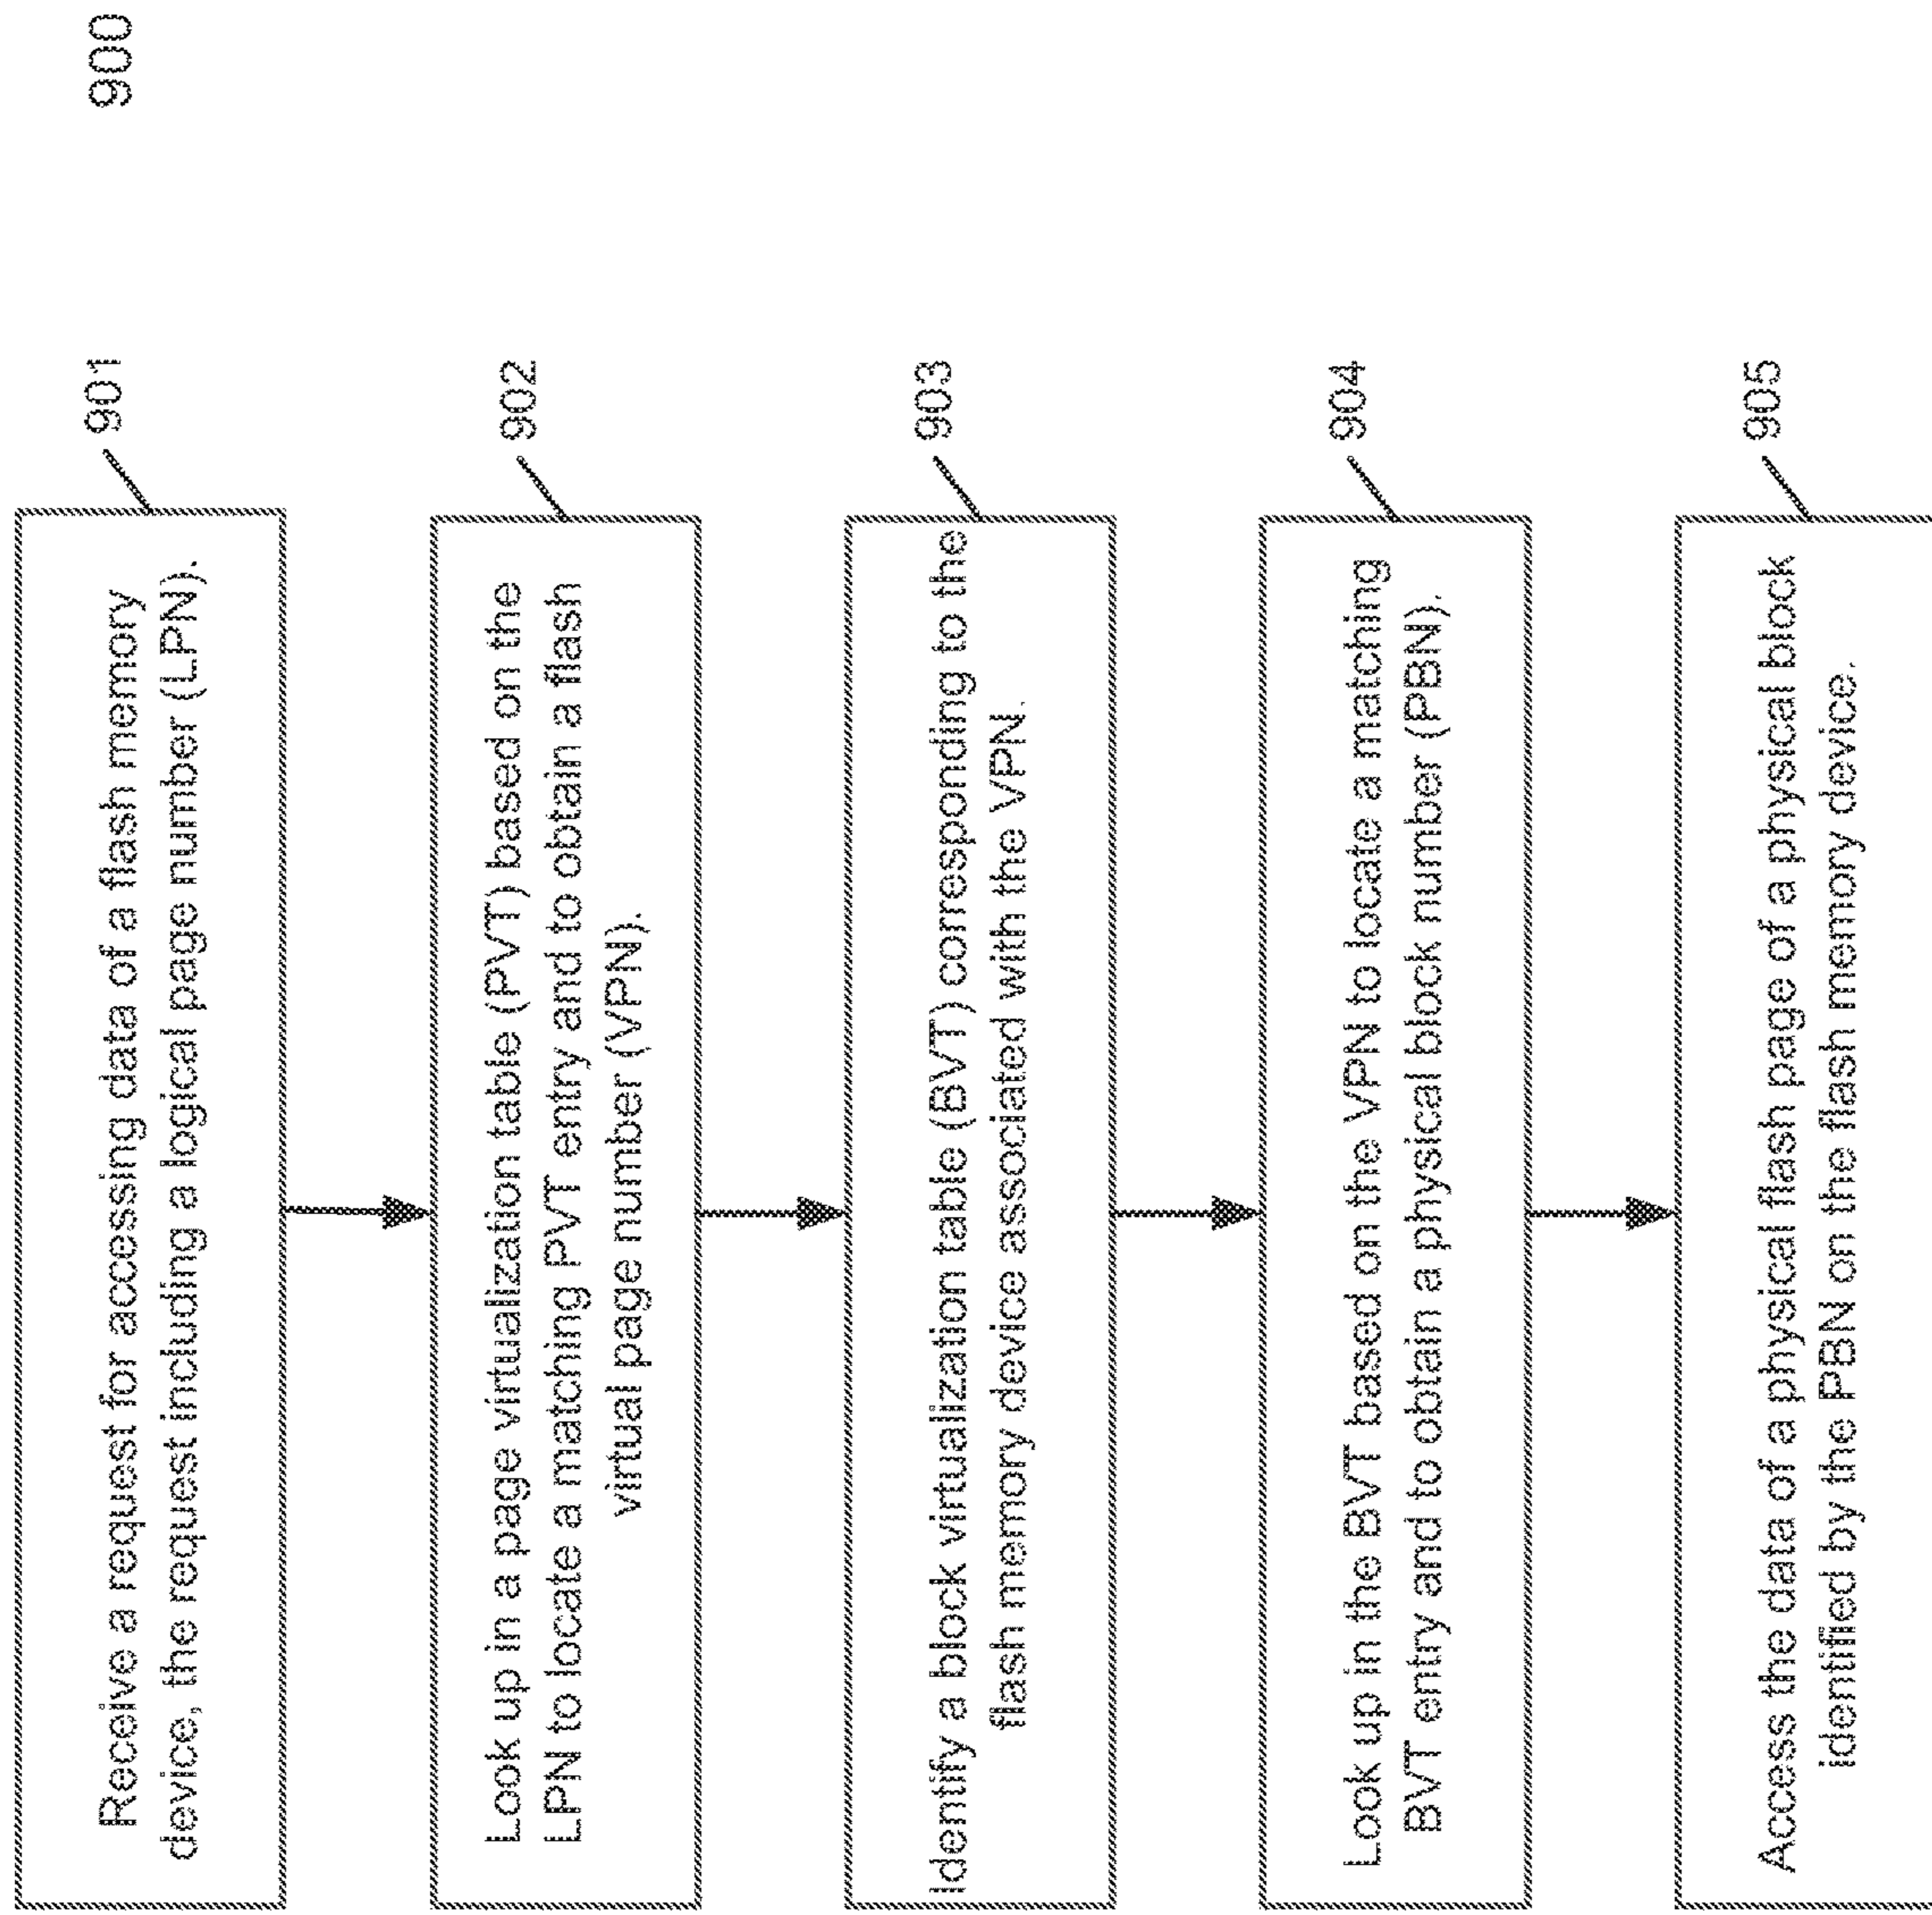 900
901
Receive a request for accessing data of a flash memory
device, the request including a logical page number (LPN).
902
Look up in a page virtualization table (PVT) based on the
LPN to locate a matching PVT entry and to obtain a flash
virtual page number (VPN).
903
Identify a block virtualization table (BVT) corresponding to the
flash memory device associated with the VPN.
904
Look up in the BVT based on the VPN to locate a matching
BVT entry and to obtain a physical block number (PBN).
905
Access the data of a physical flash page of a physical block
identified by the PBN on the flash memory device.